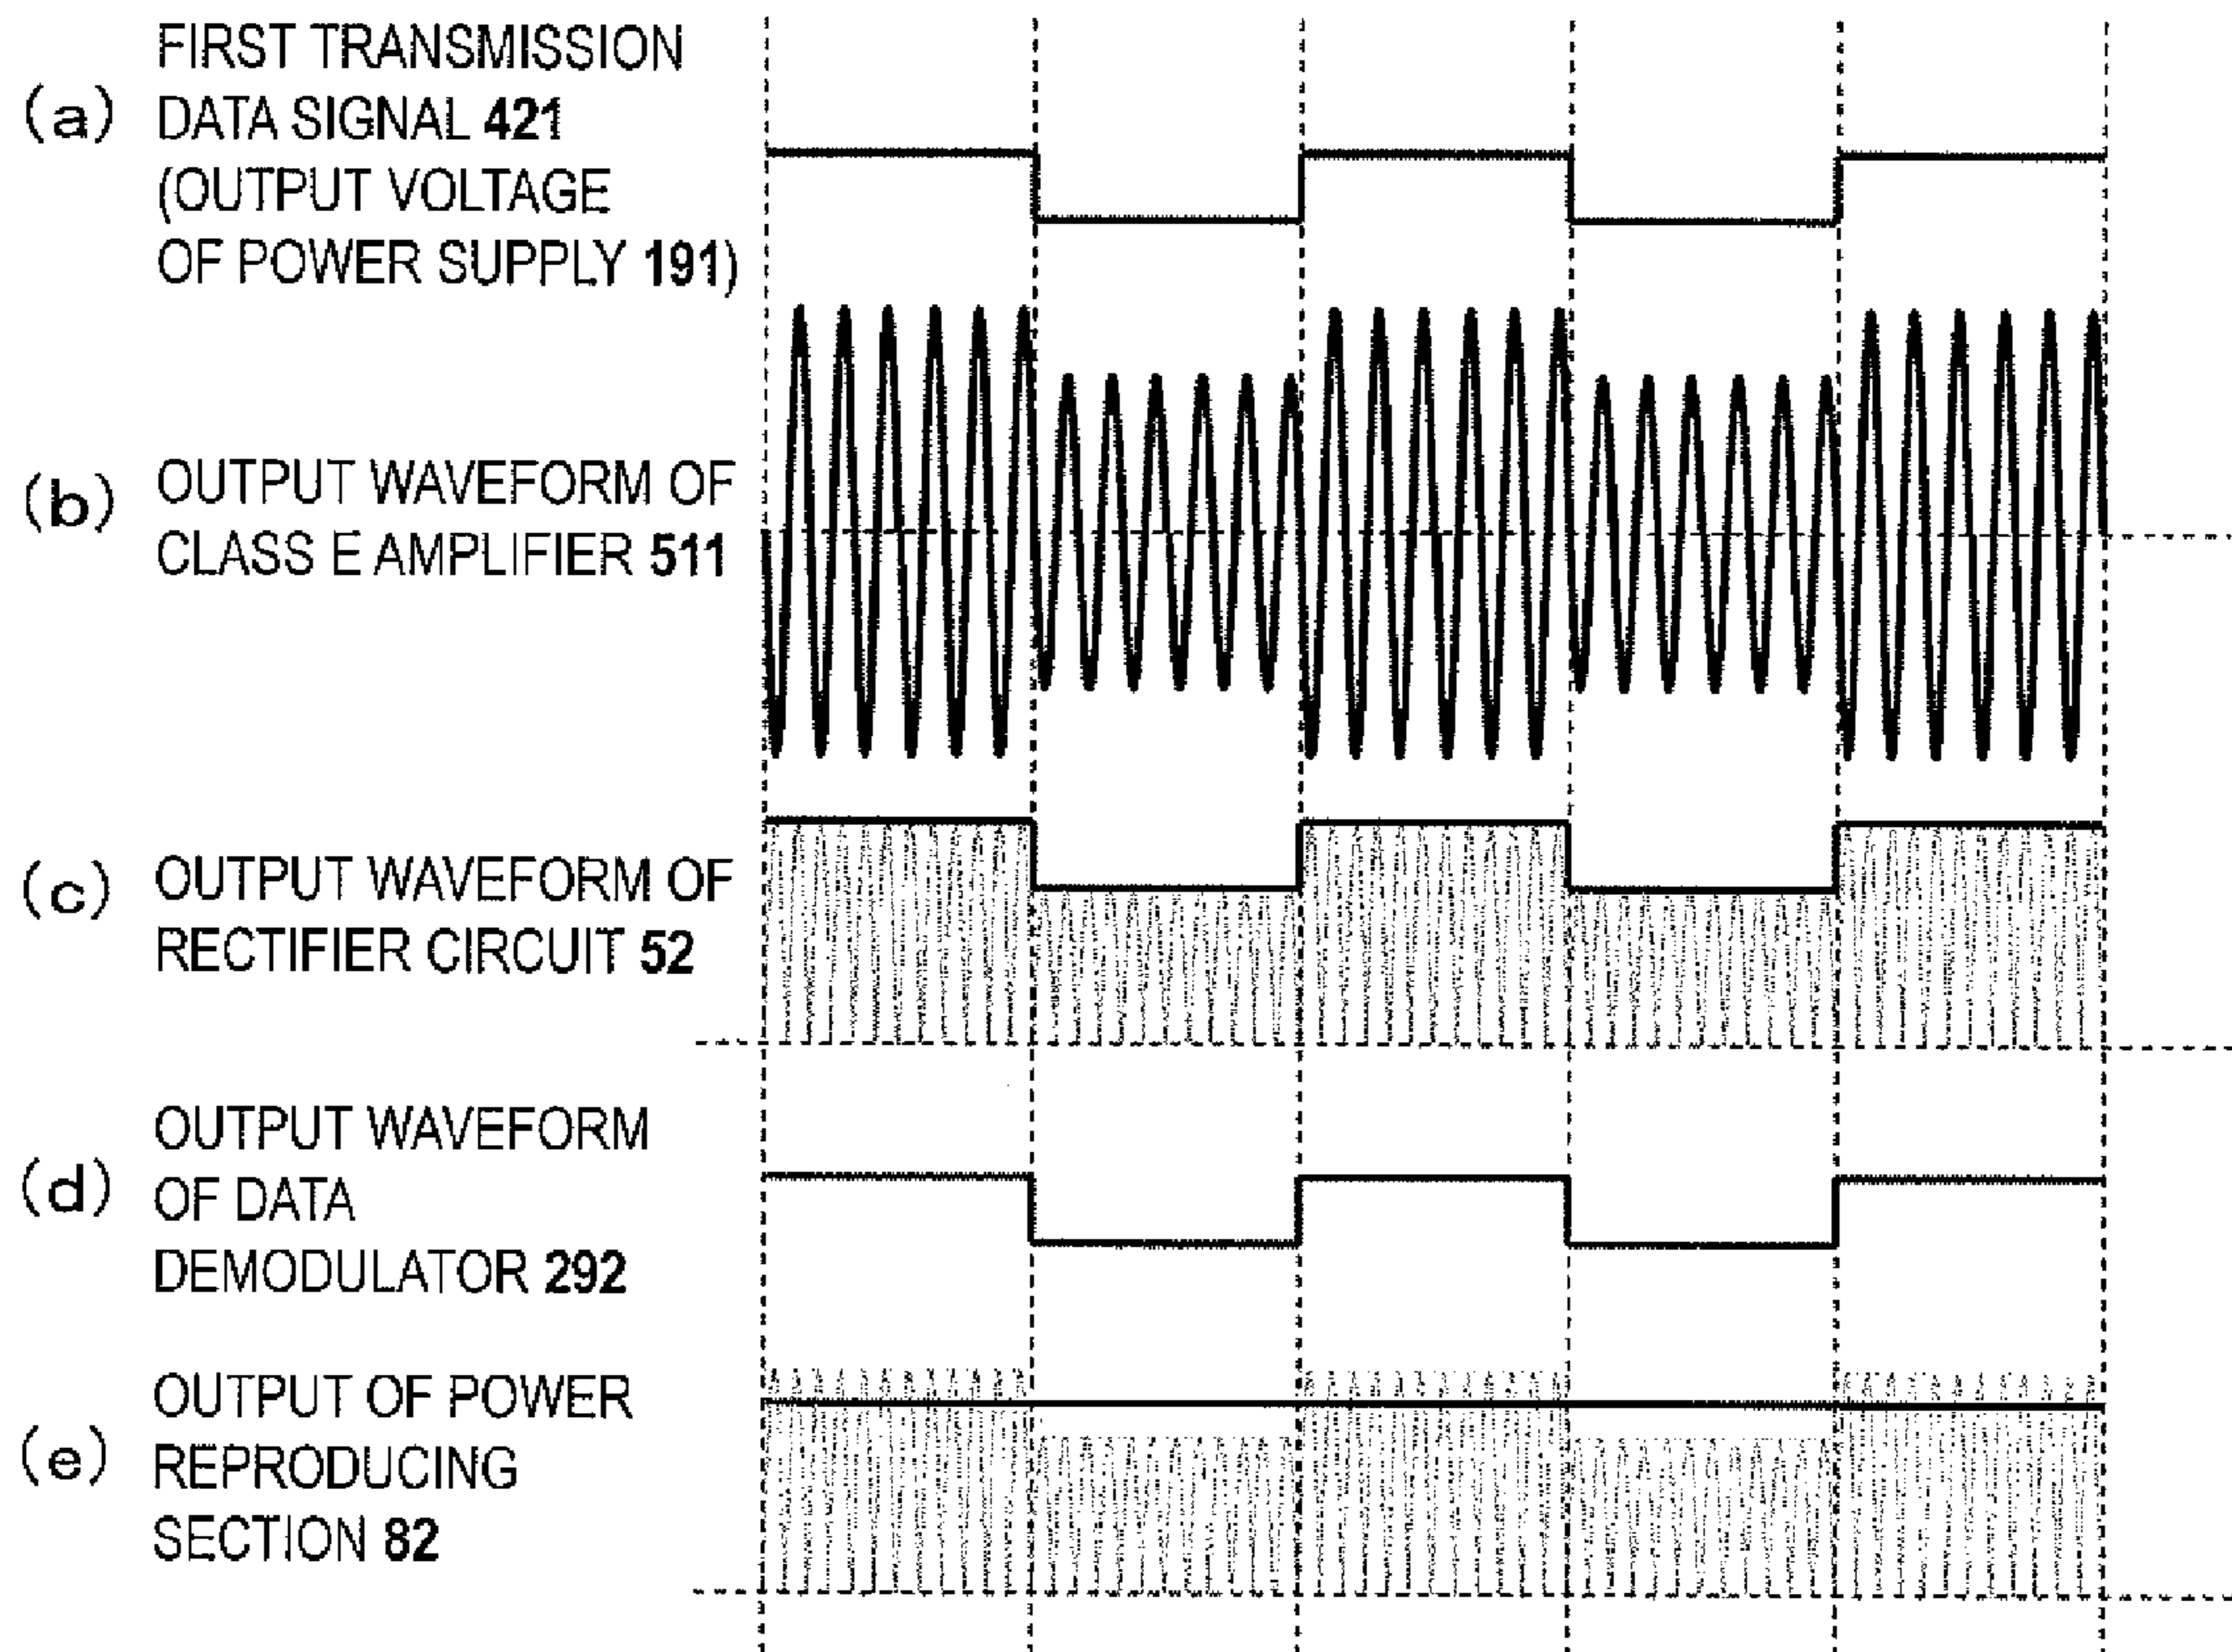 FIRST TRANSMISSION
(a) DATA SIGNAL 421
(OUTPUT VOLTAGE
OF POWER SUPPLY 191)
(b) OUTPUT WAVEFORM OF
CLASS E AMPLIFIER 511
(c) OUTPUT WAVEFORM OF
RECTIFIER CIRCUIT 52
OUTPUT WAVEFORM
(d) OF DATA
DEMODULATOR 292
OUTPUT OF POWER
(e) REPRODUCING
SECTION 82